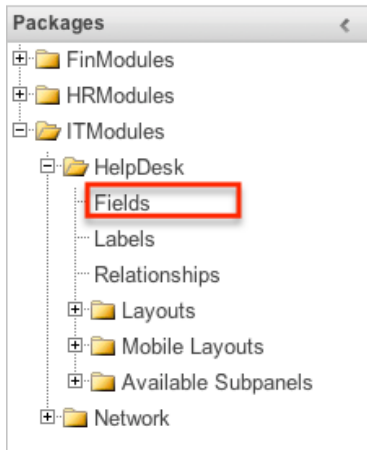 Packages
FinModules
HRModules
ITModules
HelpDesk
Fields
Labels
Relationships
Layouts
Mobile Layouts
Available Subpanels
Network